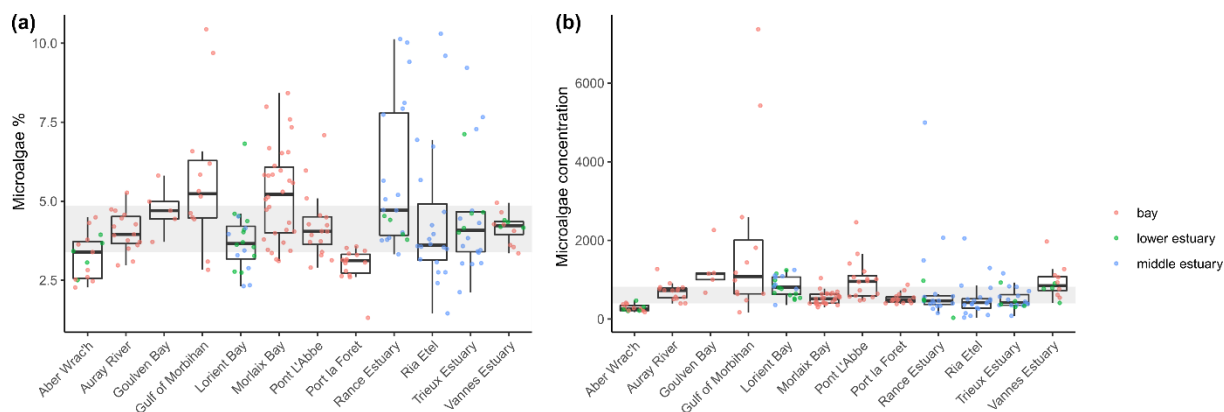 (a)
Microalgae %
10.0
7.5
5.0
2.5
Aber Wrac'h
Auray River
Goulven Bay
Gulf of Morbihan
Lorient Bay
Morlaix Bay
Pont L'Abbe
Port la Foret
Rance Estuary
Ria Etel
Trieux Estuary
Vannes Estuary
(b)
Microalgae concentration
6000
4000
2000
0
Aber Wrac'h
Auray River
Goulven Bay
Gulf of Morbihan
Lorient Bay
Morlaix Bay
Pont L'Abbe
Port la Foret
Rance Estuary
Ria Etel
Trieux Estuary
Vannes Estuary
bay
lower estuary
middle estuary